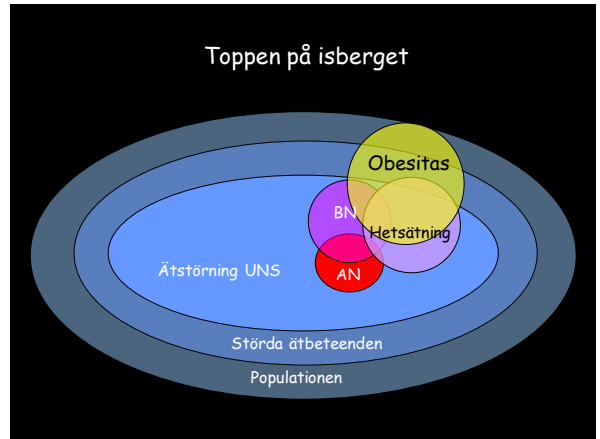 Toppen på isberget
Obesitas
BN
Hetsätning
Ätstörning UNS
AN
Störda ätbeteenden
Populationen